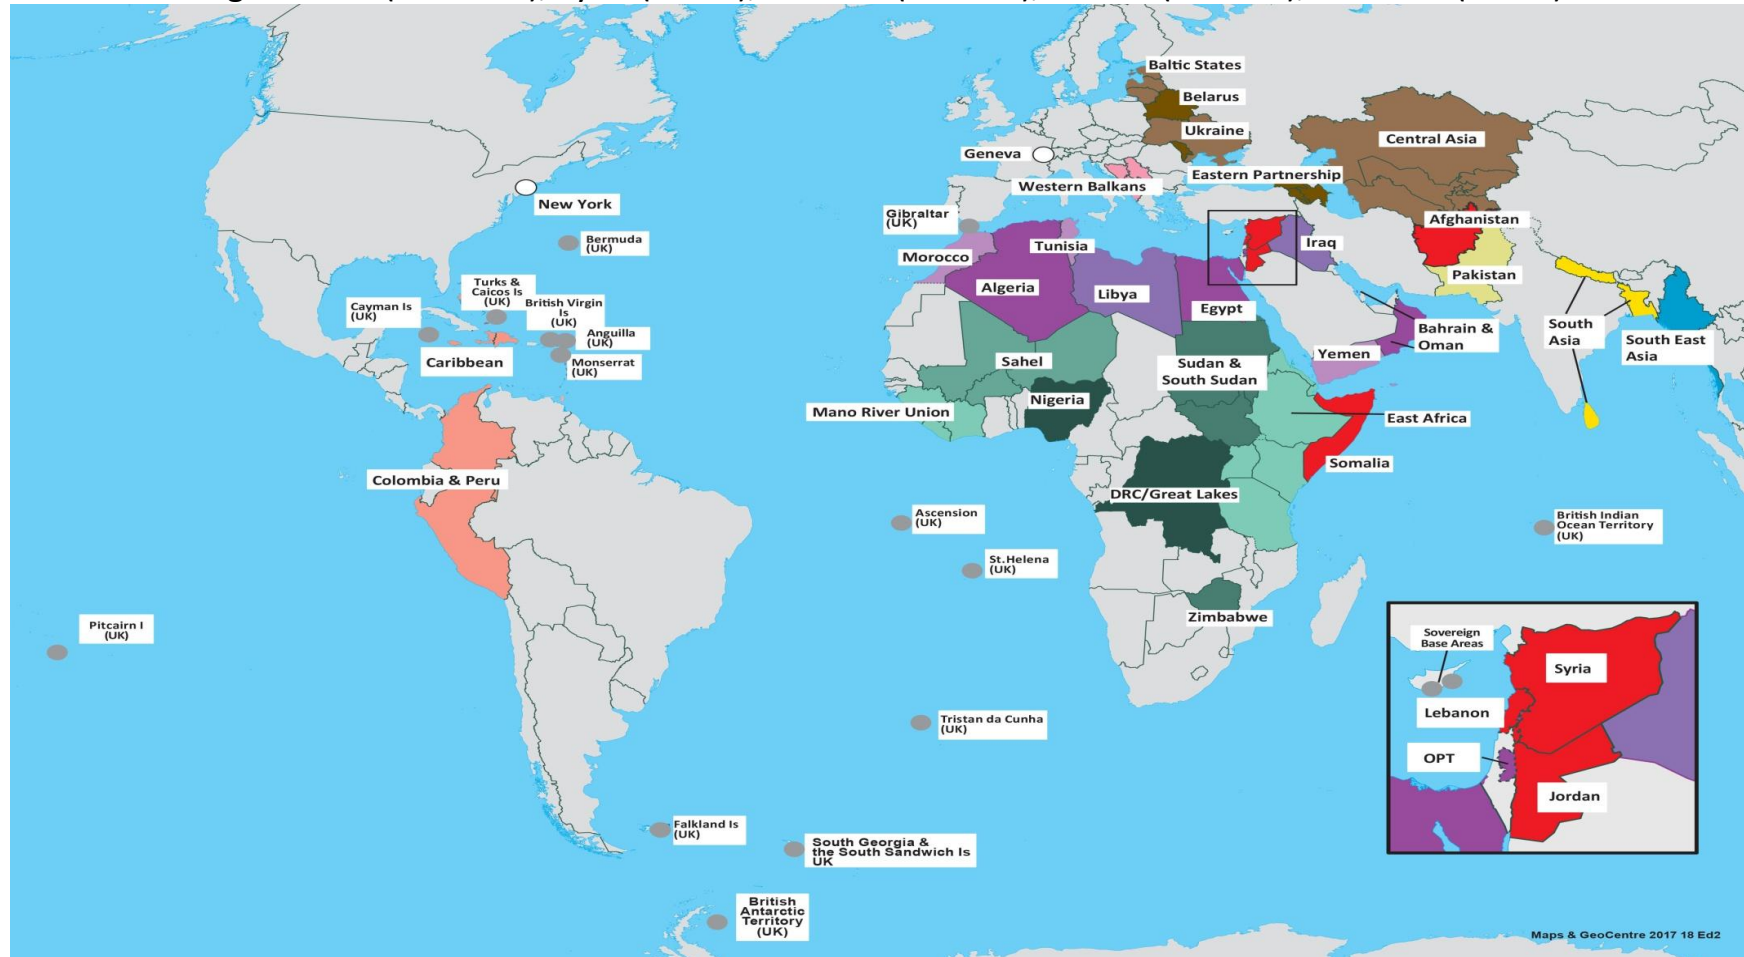 Baltic States
Belarus
Ukraine
Central Asia
Geneva
Eastern Partnership
Western Balkans
New York
Gibraltar
(UK)
Afghanistan
Bermuda
(UK)
Tunisia
Iraq
Morocco
Pakistan
Turks &
Caicos Is
(UK)
Algeria
Libya
Egypt
British Virgin
Is
(UK)
Cayman Is
(UK)
Anguilla
(UK)
Bahrain &
Oman
South
Asia
South East
Asia
Caribbean
Monserrat
(UK)
Sahel
Yemen
Sudan &
South Sudan
Nigeria
Mano River Union
East Africa
Somalia
Colombia & Peru
DRC/Great Lakes
Ascension
(UK)
British Indian
Ocean Territory
(UK)
St.Helena
(UK)
Zimbabwe
Pitcairn I
(UK)
Sovereign
Base Areas
Syria
Lebanon
OPT
Jordan
Tristan da Cunha
(UK)
Falkland Is
(UK)
South Georgia &
the South Sandwich Is
UK
British
Antarctic
Territory
(UK)
Maps & GeoCentre 2017 18 Ed2